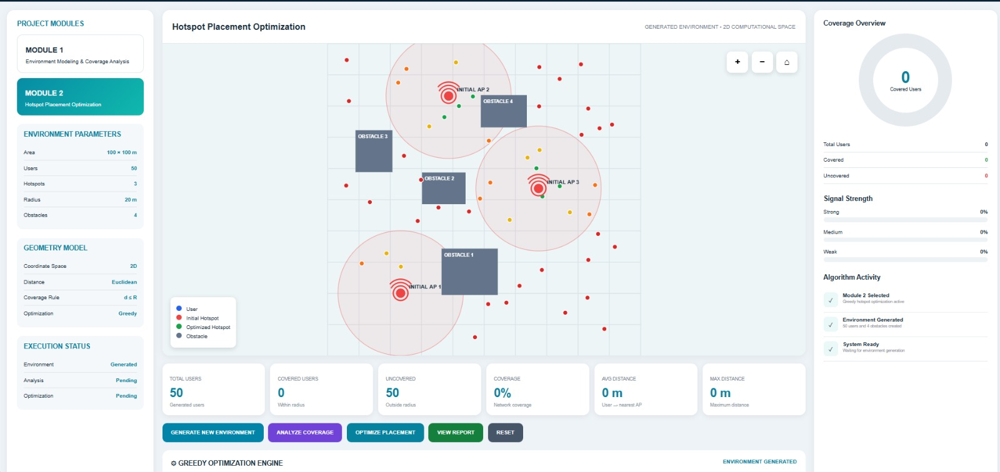 PROJECT MODULES
MODULE 1
Environment Modeling & Coverage Analysis
MODULE 2
Hotspot Placement Optimization
ENVIRONMENT PARAMETERS
Area 100 × 100 m
Users 50
Hotspots 3
Radius 20 m
Obstacles 4
GEOMETRY MODEL
Coordinate Space 2D
Distance Euclidean
Coverage Rule d ≤ R
Optimization Greedy
EXECUTION STATUS
Environment Generated
Analysis Pending
Optimization Pending
Hotspot Placement Optimization
GENERATED ENVIRONMENT • 2D COMPUTATIONAL SPACE
+ − ⌂
INITIAL AP 2
OBSTACLE 4
OBSTACLE 3
OBSTACLE 2
INITIAL AP 3
OBSTACLE 1
INITIAL AP 1
User
Initial Hotspot
Optimized Hotspot
Obstacle
TOTAL USERS
50
Generated users
COVERED USERS
0
Within radius
UNCOVERED
50
Outside radius
COVERAGE
0%
Network coverage
AVG DISTANCE
0 m
User → nearest AP
MAX DISTANCE
0 m
Maximum distance
GENERATE NEW ENVIRONMENT
ANALYZE COVERAGE
OPTIMIZE PLACEMENT
VIEW REPORT
RESET
⚙ GREEDY OPTIMIZATION ENGINE
ENVIRONMENT GENERATED
Coverage Overview
0
Covered Users
Total Users 0
Covered 0
Uncovered 0
Signal Strength
Strong 0%
Medium 0%
Weak 0%
Algorithm Activity
✓ Module 2 Selected
Greedy hotspot optimization active
✓ Environment Generated
50 users and 4 obstacles created
✓ System Ready
Waiting for environment generation